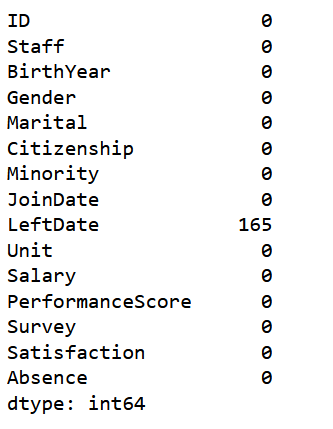 ID 0
Staff 0
BirthYear 0
Gender 0
Marital 0
Citizenship 0
Minority 0
JoinDate 0
LeftDate 165
Unit 0
Salary 0
PerformanceScore 0
Survey 0
Satisfaction 0
Absence 0
dtype: int64